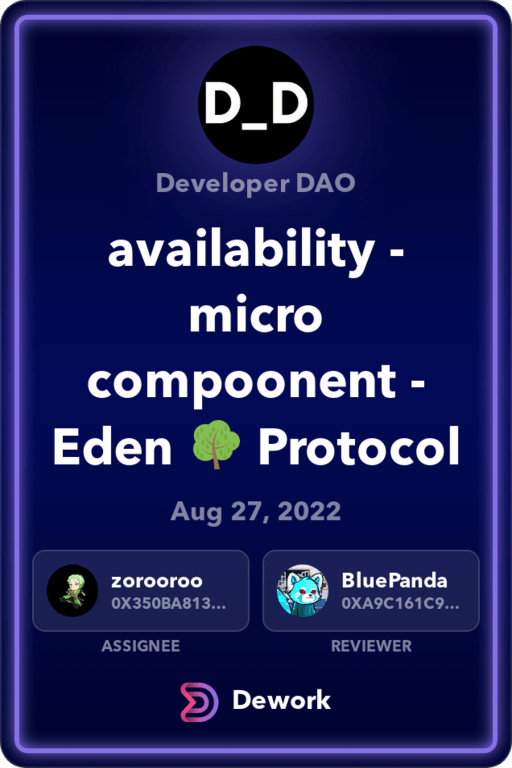 D_D
Developer DAO
availability -
micro
compoonent -
Eden 🌳 Protocol
Aug 27, 2022
zorooroo
0X350BA813...
ASSIGNEE
BluePanda
0XA9C161C9...
REVIEWER
Dework